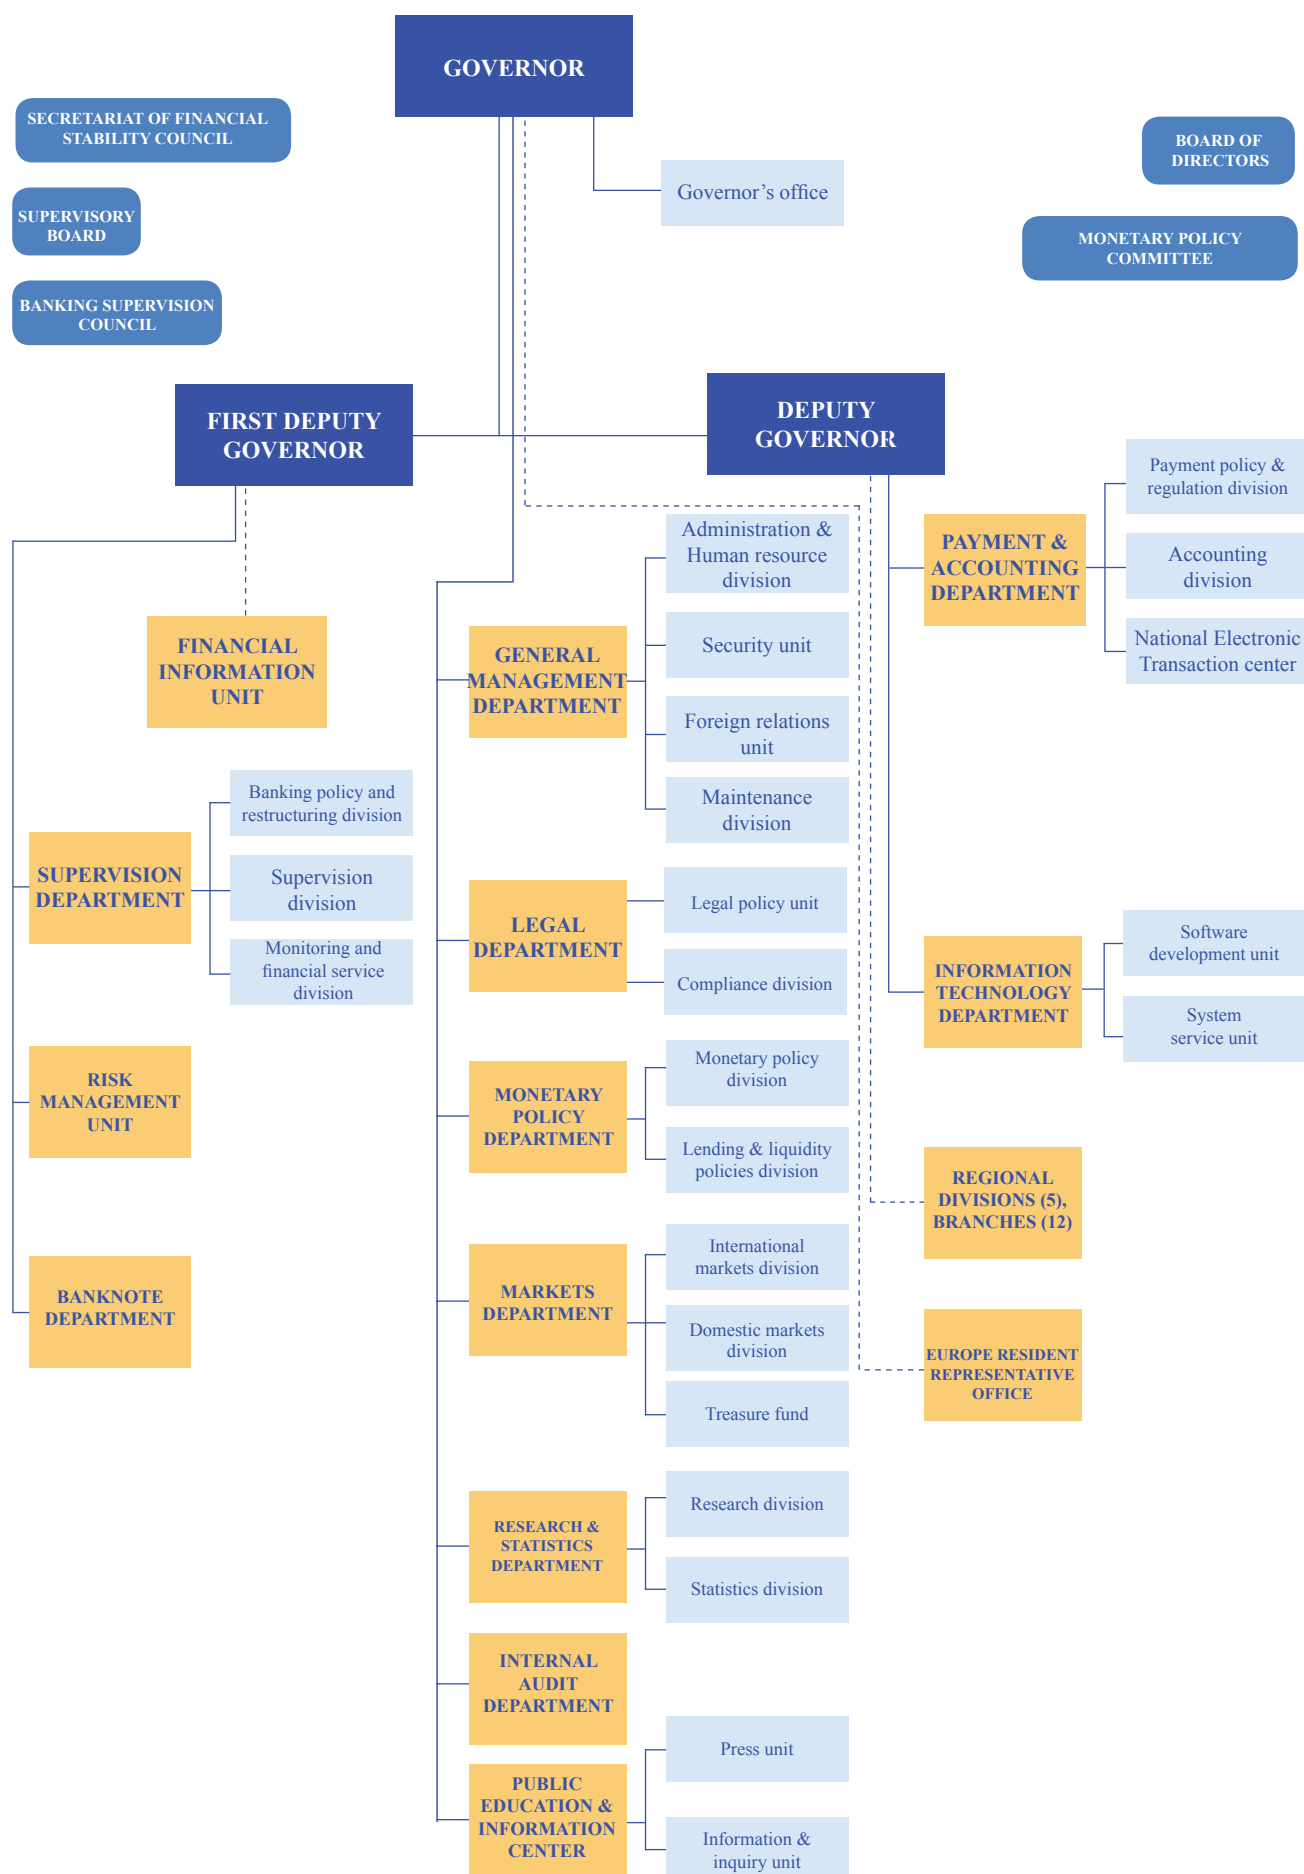 GOVERNOR
SECRETARIAT OF FINANCIAL
STABILITY COUNCIL
BOARD OF
DIRECTORS
Governor’s office
SUPERVISORY
BOARD
MONETARY POLICY
COMMITTEE
BANKING SUPERVISION
COUNCIL
FIRST DEPUTY
GOVERNOR
DEPUTY
GOVERNOR
FINANCIAL
INFORMATION
UNIT
SUPERVISION
DEPARTMENT
Banking policy and
restructuring division
Supervision
division
Monitoring and
financial service
division
RISK
MANAGEMENT
UNIT
BANKNOTE
DEPARTMENT
GENERAL
MANAGEMENT
DEPARTMENT
Administration &
Human resource
division
Security unit
Foreign relations
unit
Maintenance
division
LEGAL
DEPARTMENT
Legal policy unit
Compliance division
MONETARY
POLICY
DEPARTMENT
Monetary policy
division
Lending & liquidity
policies division
MARKETS
DEPARTMENT
International
markets division
Domestic markets
division
Treasure fund
RESEARCH &
STATISTICS
DEPARTMENT
Research division
Statistics division
INTERNAL
AUDIT
DEPARTMENT
PUBLIC
EDUCATION &
INFORMATION
CENTER
Press unit
Information &
inquiry unit
PAYMENT &
ACCOUNTING
DEPARTMENT
Payment policy &
regulation division
Accounting
division
National Electronic
Transaction center
INFORMATION
TECHNOLOGY
DEPARTMENT
Software
development unit
System
service unit
REGIONAL
DIVISIONS (5),
BRANCHES (12)
EUROPE RESIDENT
REPRESENTATIVE
OFFICE